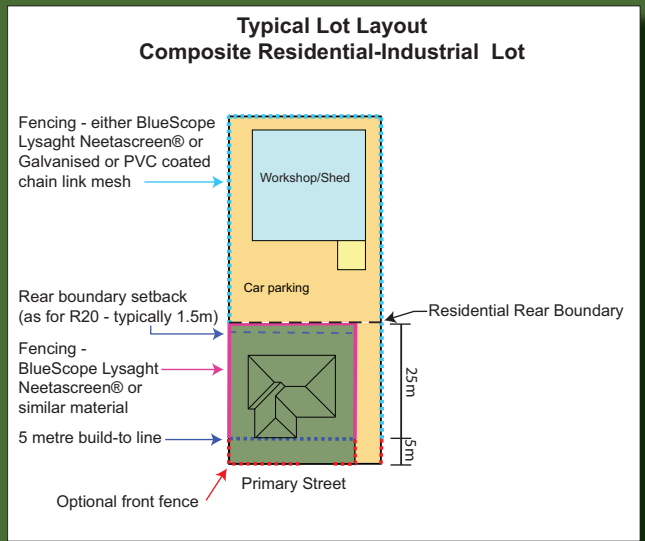 Typical Lot Layout
Composite Residential-Industrial Lot
Fencing - either BlueScope
Lysaght Neetascreen® or
Galvanised or PVC coated
chain link mesh
Workshop/Shed
Car parking
Rear boundary setback
(as for R20 - typically 1.5m)
Residential Rear Boundary
Fencing -
BlueScope Lysaght
Neetascreen® or
similar material
25m
5 metre build-to line
5m
Primary Street
Optional front fence